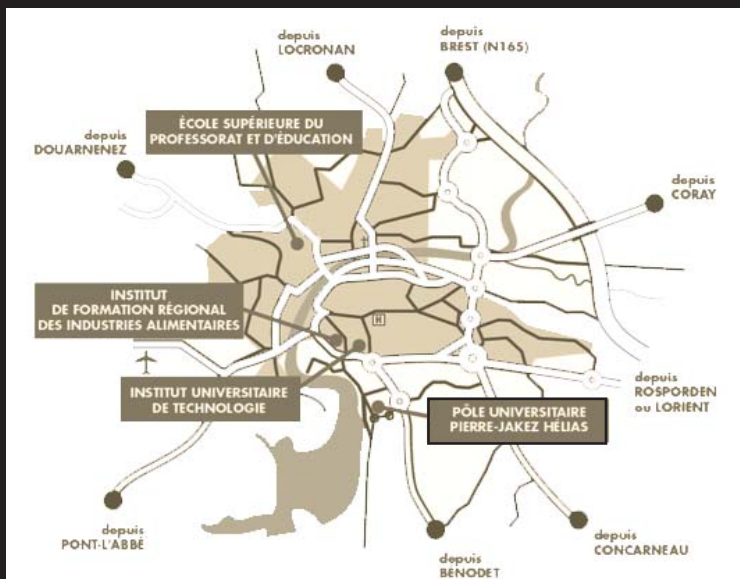 depuis
LOCRONAN
depuis
BREST (N165)
ÉCOLE SUPÉRIEURE DU
PROFESSORAT ET D'ÉDUCATION
depuis
DOUARNENEZ
depuis
CORAY
INSTITUT
DE FORMATION RÉGIONAL
DES INDUSTRIES ALIMENTAIRES
H
INSTITUT UNIVERSITAIRE
DE TECHNOLOGIE
depuis
ROSPORDEN
ou LORIENT
PÔLE UNIVERSITAIRE
PIERRE-JAKEZ HÉLIAS
depuis
PONT-L'ABBÉ
depuis
BENODET
depuis
CONCARNEAU